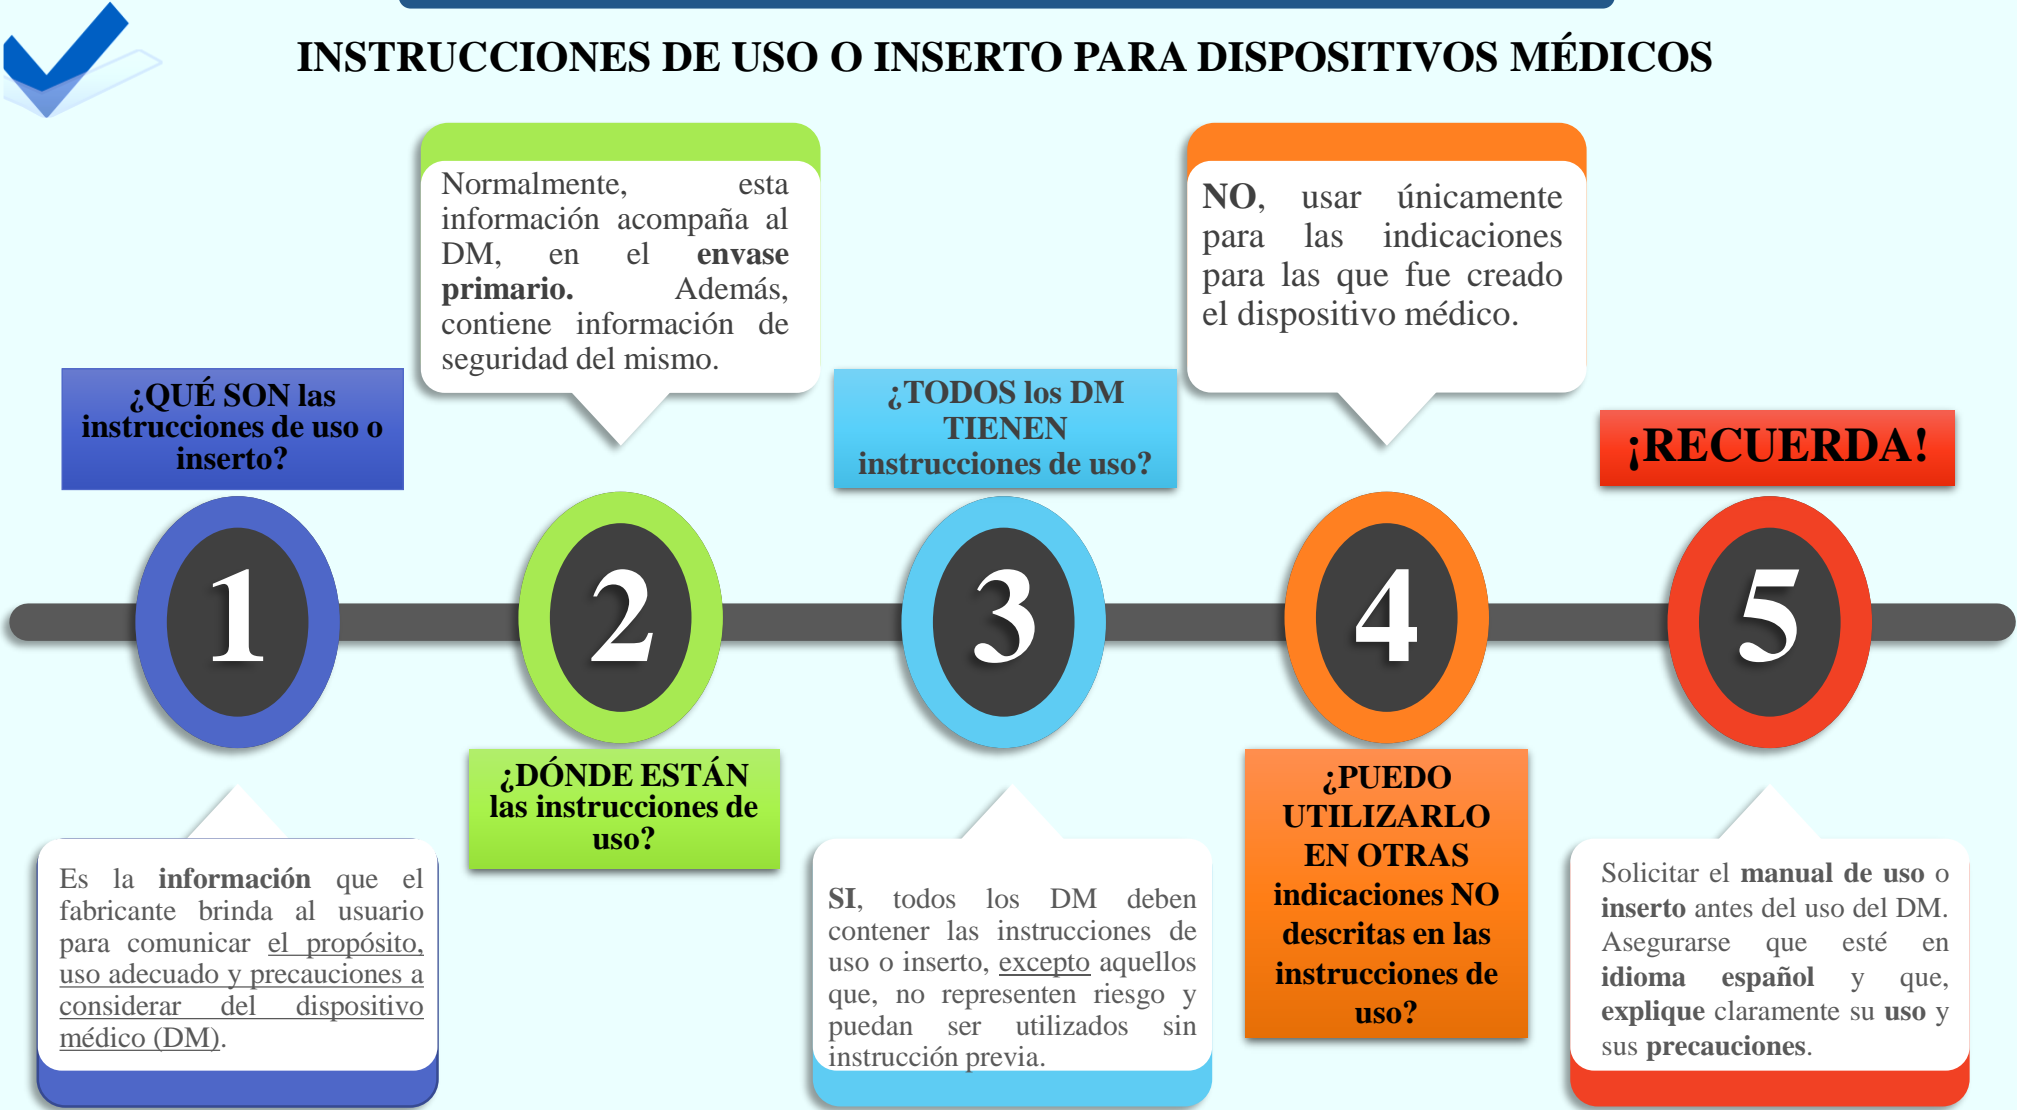 INSTRUCCIONES DE USO O INSERTO PARA DISPOSITIVOS MÉDICOS
¿QUÉ SON las
instrucciones de uso o
inserto?
1
Es la información que el
fabricante brinda al usuario
para comunicar el propósito,
uso adecuado y precauciones a
considerar del dispositivo
médico (DM).
Normalmente, esta
información acompaña al
DM, en el envase
primario. Además,
contiene información de
seguridad del mismo.
2
¿DÓNDE ESTÁN
las instrucciones de
uso?
¿TODOS los DM
TIENEN
instrucciones de uso?
3
SI, todos los DM deben
contener las instrucciones de
uso o inserto, excepto aquellos
que, no representen riesgo y
puedan ser utilizados sin
instrucción previa.
NO, usar únicamente
para las indicaciones
para las que fue creado
el dispositivo médico.
4
¿PUEDO
UTILIZARLO
EN OTRAS
indicaciones NO
descritas en las
instrucciones de
uso?
¡RECUERDA!
5
Solicitar el manual de uso o
inserto antes del uso del DM.
Asegurarse que esté en
idioma español y que,
explique claramente su uso y
sus precauciones.